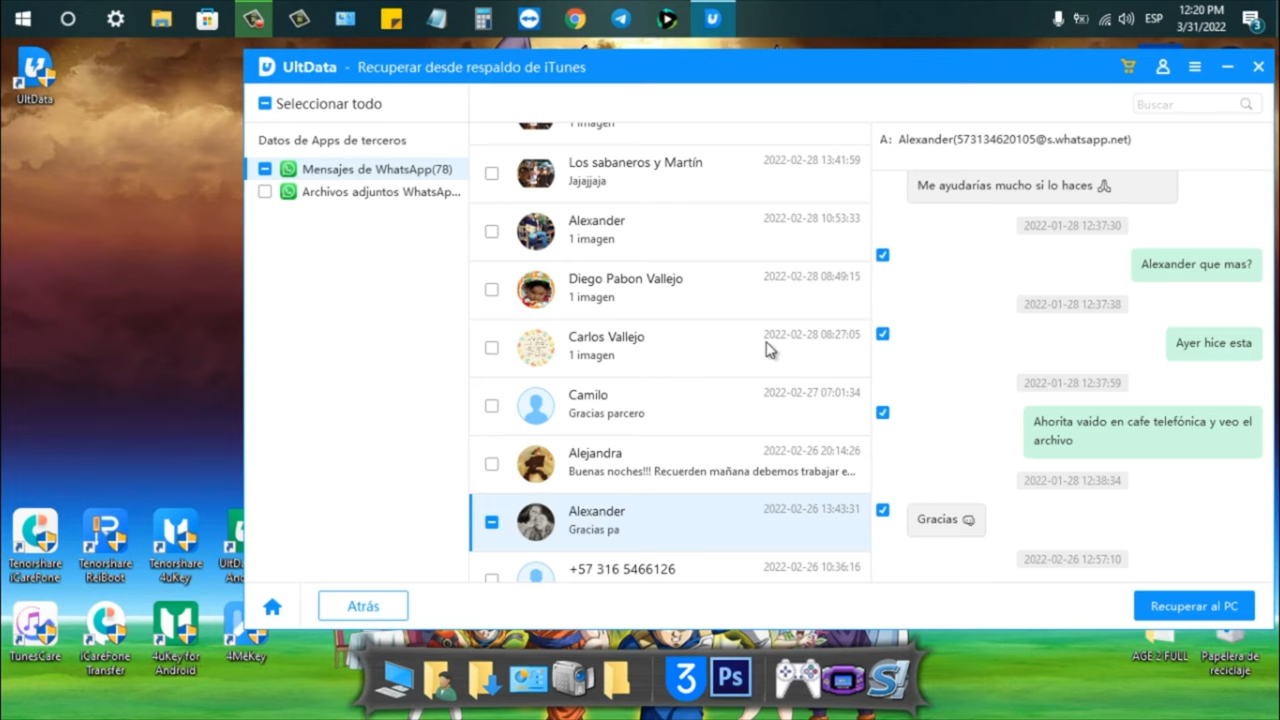 ESP
12:20 PM
3/31/2022
3
UltData
UltData - Recuperar desde respaldo de iTunes
Seleccionar todo
Buscar
Datos de Apps de terceros
Mensajes de WhatsApp(78)
Archivos adjuntos WhatsAp...
1 imagen
Los sabaneros y Martín
2022-02-28 13:41:59
Jajajjaja
Alexander
2022-02-28 10:53:33
1 imagen
Diego Pabon Vallejo
2022-02-28 08:49:15
1 imagen
Carlos Vallejo
2022-02-28 08:27:05
1 imagen
Camilo
2022-02-27 07:01:34
Gracias parcero
Alejandra
2022-02-26 20:14:26
Buenas noches!!! Recuerden mañana debemos trabajar e...
Alexander
2022-02-26 13:43:31
Gracias pa
+57 316 5466126
2022-02-26 10:36:16
A: Alexander(573134620105@s.whatsapp.net)
Me ayudarías mucho si lo haces
2022-01-28 12:37:30
Alexander que mas?
2022-01-28 12:37:38
Ayer hice esta
2022-01-28 12:37:59
Ahorita vaido en cafe telefónica y veo el
archivo
2022-01-28 12:38:34
Gracias
2022-02-26 12:57:10
Atrás
Recuperar al PC
Tenorshare
iCareFone
Tenorshare
ReiBoot
Tenorshare
4uKey
TunesCare
iCareFone
Transfer
4uKey for
Android
4MeKey
3
Ps
AGE 2 FULL
Papelera de
reciclaje